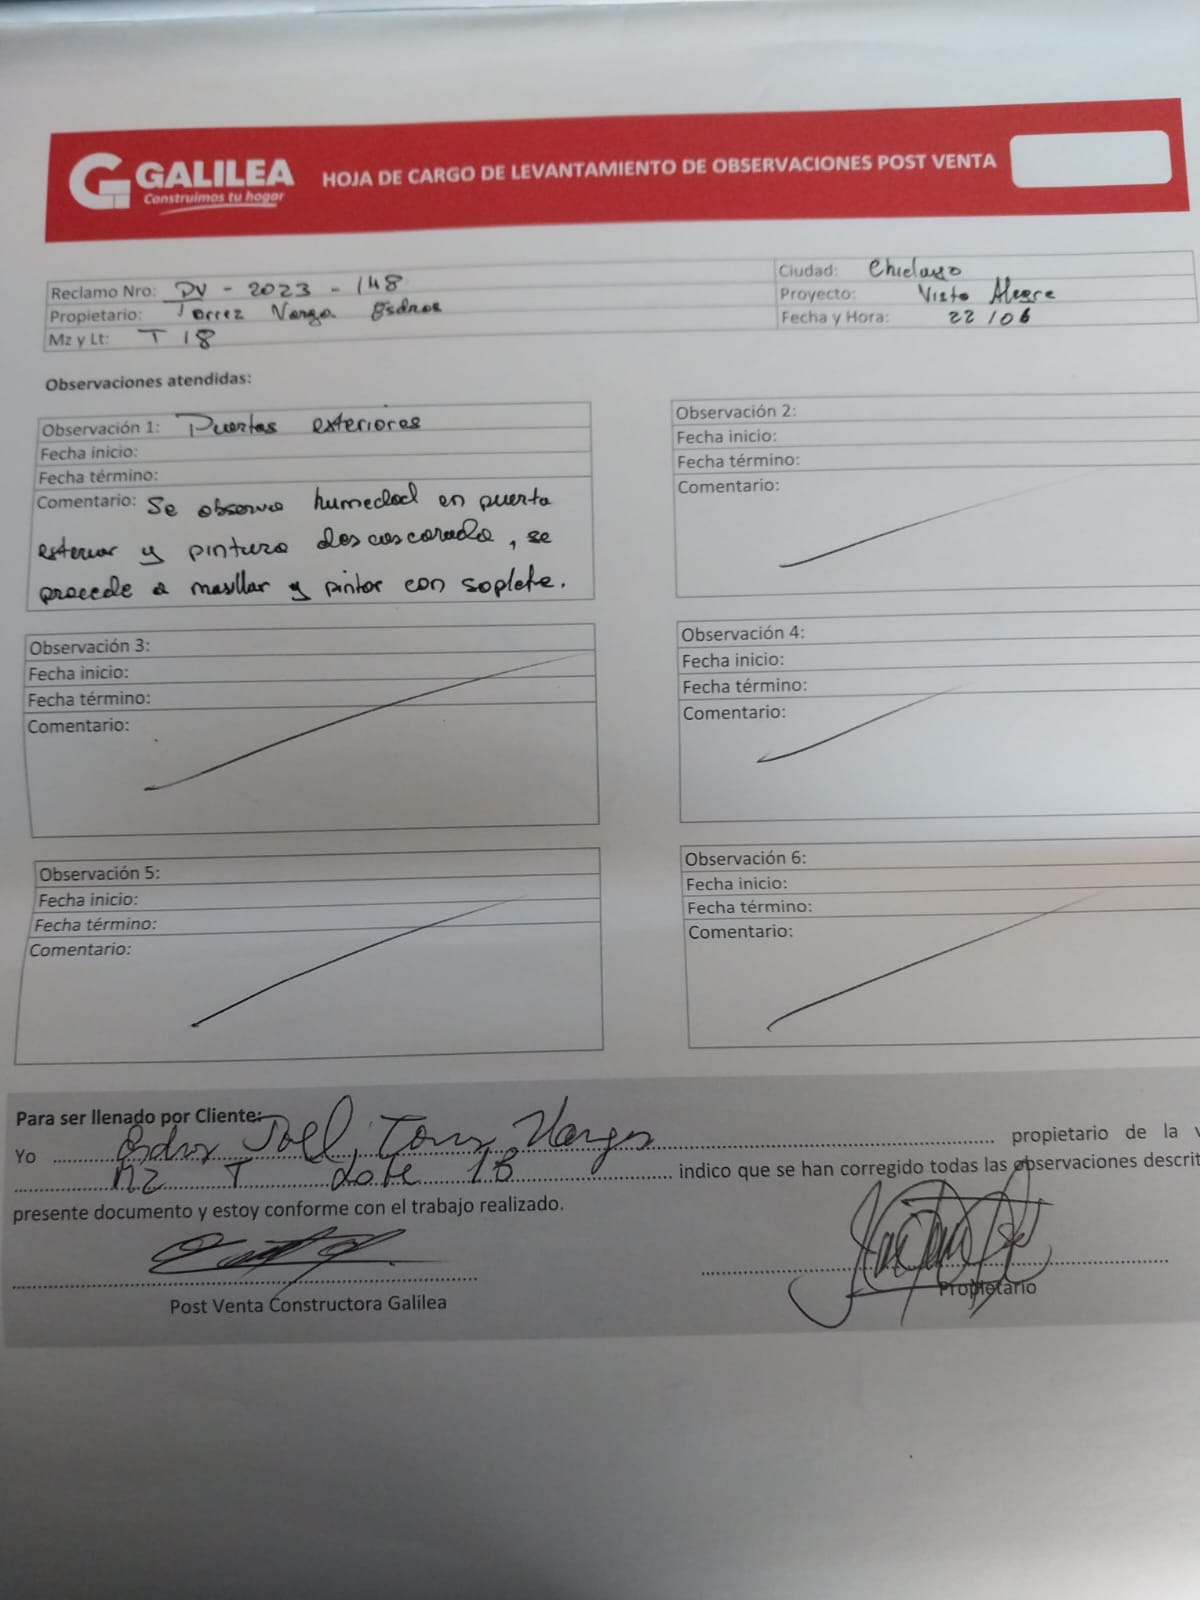 GALILEA
Construimos tu hogar
HOJA DE CARGO DE LEVANTAMIENTO DE OBSERVACIONES POST VENTA
Reclamo Nro: PV - 2023 - 148
Propietario: Torrez Vargas Esdras
Mz y Lt: T 18
Ciudad: Chiclayo
Proyecto: Vista Alegre
Fecha y Hora: 22/06
Observaciones atendidas:
Observación 1: Puertas exteriores
Fecha inicio:
Fecha término:
Comentario: Se observa humedad en puerta
exterior y pintura descascarada, se
procede a masillar y pintar con soplete.
Observación 2:
Fecha inicio:
Fecha término:
Comentario:
Observación 3:
Fecha inicio:
Fecha término:
Comentario:
Observación 4:
Fecha inicio:
Fecha término:
Comentario:
Observación 5:
Fecha inicio:
Fecha término:
Comentario:
Observación 6:
Fecha inicio:
Fecha término:
Comentario:
Para ser llenado por Cliente:
Yo Esdras Joel Torres Vargas propietario de la v
Mz T Lote 18 indico que se han corregido todas las observaciones descrit
presente documento y estoy conforme con el trabajo realizado.
Post Venta Constructora Galilea
Propietario